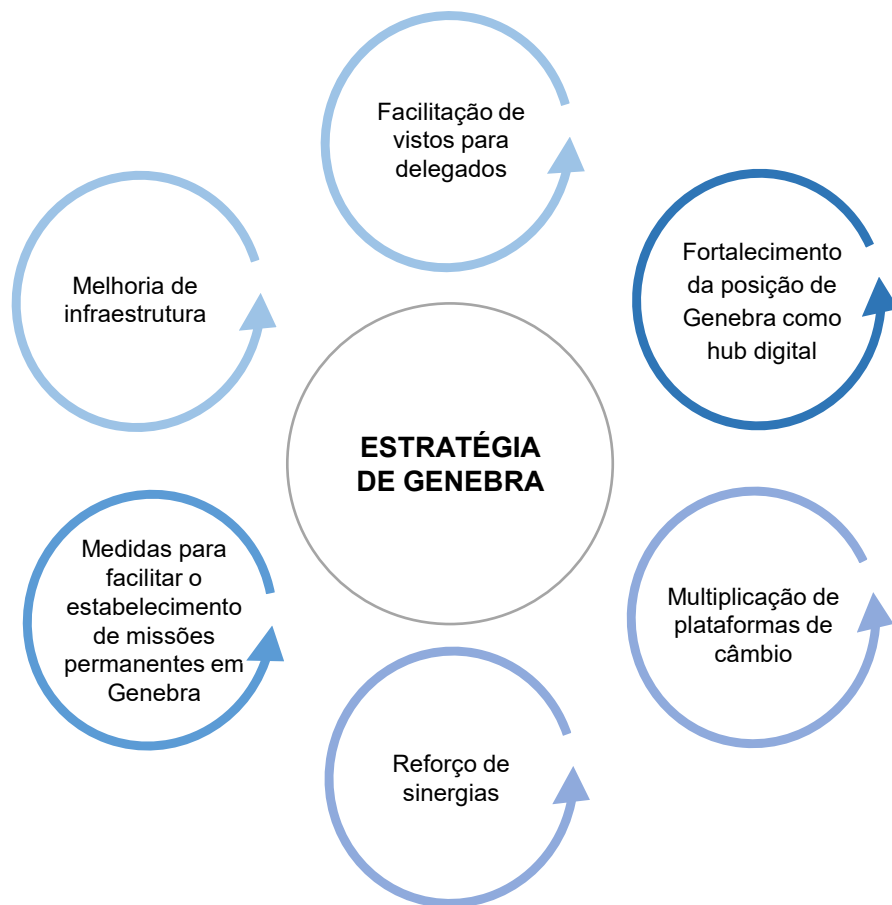 Facilitação de
vistos para
delegados
Fortalecimento
da posição de
Genebra como
hub digital
Melhoria de
infraestrutura
ESTRATÉGIA
DE GENEBRA
Medidas para
facilitar o
estabelecimento
de missões
permanentes em
Genebra
Multiplicação de
plataformas de
câmbio
Reforço de
sinergias